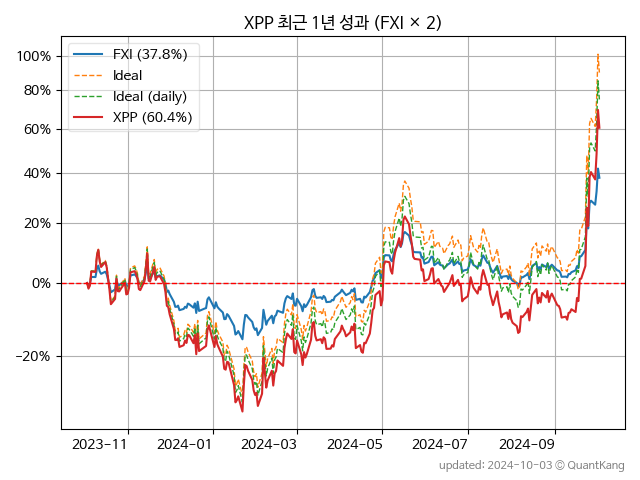 XPP 최근 1년 성과 (FXI × 2)
FXI (37.8%)
Ideal
Ideal (daily)
XPP (60.4%)
100%
80%
60%
40%
20%
0%
−20%
2023-11
2024-01
2024-03
2024-05
2024-07
2024-09
updated: 2024-10-03 ⓒ QuantKang